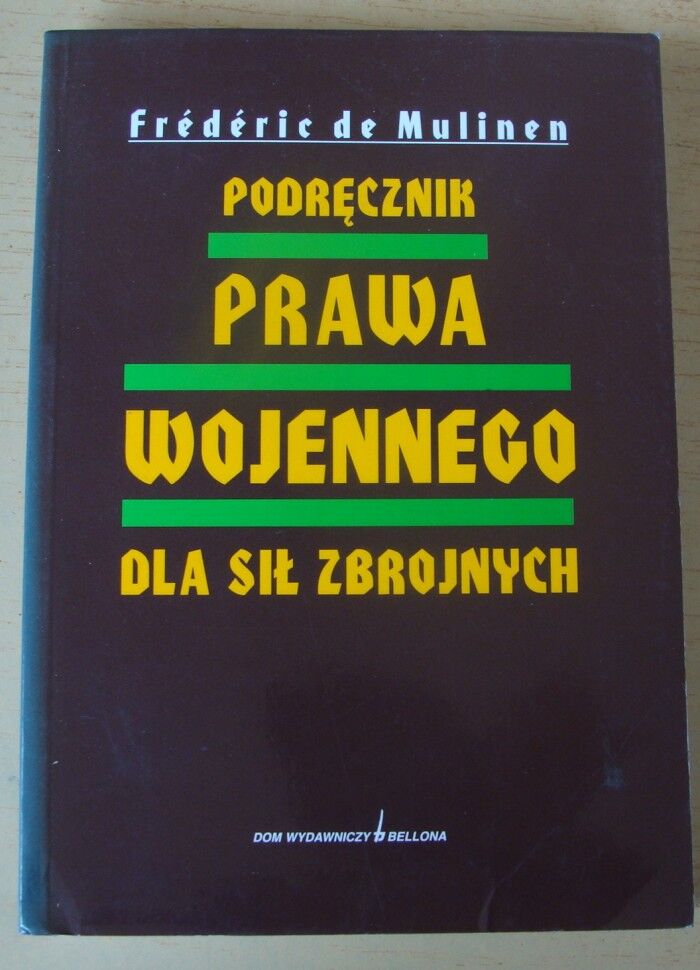 Frédéric de Mulinen
PODRĘCZNIK
PRAWA
WOJENNEGO
DLA SIŁ ZBROJNYCH
DOM WYDAWNICZY BELLONA